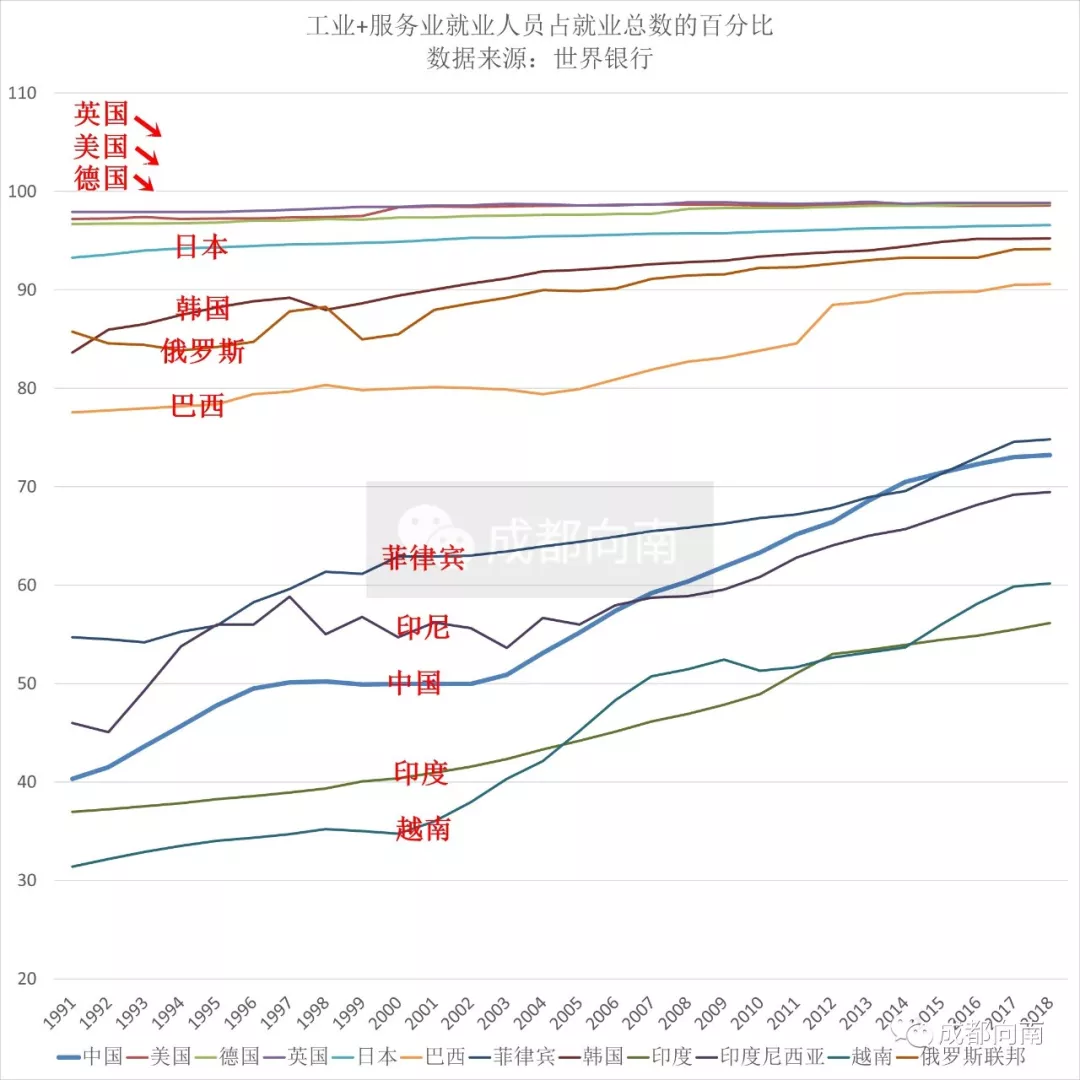 工业+服务业就业人员占就业总数的百分比
数据来源：世界银行
110
英国
美国
德国
100
日本
90
韩国
俄罗斯
80
巴西
70
成都向南
菲律宾
60
印尼
中国
50
印度
40
越南
30
20
1991 1992 1993 1994 1995 1996 1997 1998 1999 2000 2001 2002 2003 2004 2005 2006 2007 2008 2009 2010 2011 2012 2013 2014 2015 2016 2017 2018
成都向南
中国 美国 德国 英国 日本 巴西 菲律宾 韩国 印度 印度尼西亚 越南 俄罗斯联邦